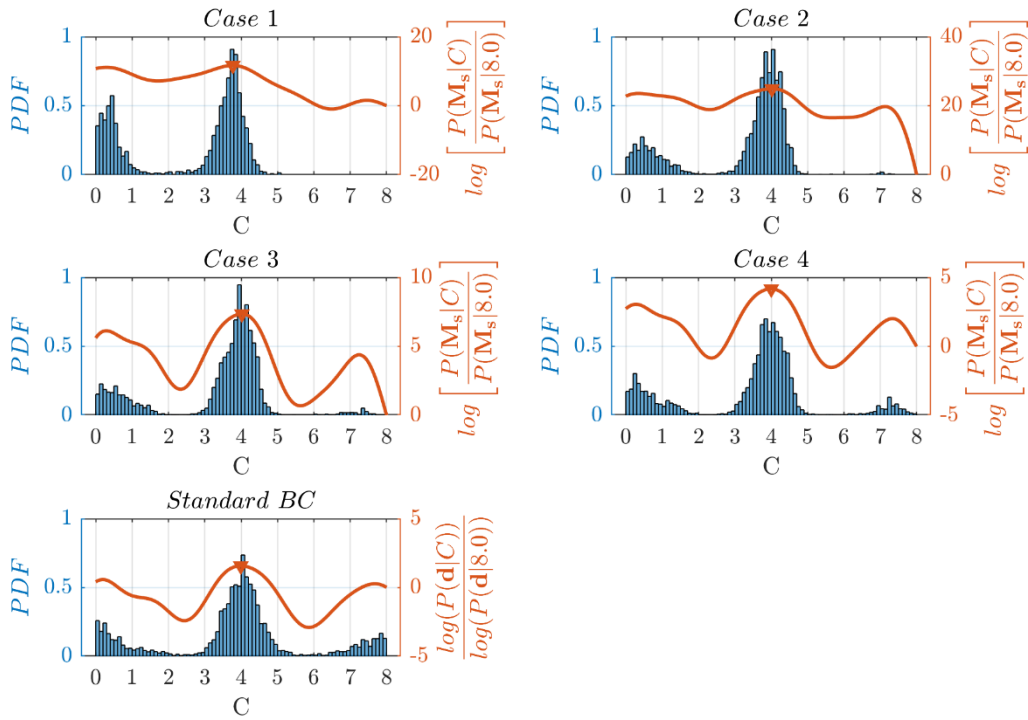 Case 1
1
0.5
0
PDF
20
0
-20
log [ P(Mₛ|C) / P(Mₛ|8.0) ]
0 1 2 3 4 5 6 7 8
C
Case 2
1
0.5
0
PDF
40
20
0
log [ P(Mₛ|C) / P(Mₛ|8.0) ]
0 1 2 3 4 5 6 7 8
C
Case 3
1
0.5
0
PDF
10
5
0
log [ P(Mₛ|C) / P(Mₛ|8.0) ]
0 1 2 3 4 5 6 7 8
C
Case 4
1
0.5
0
PDF
5
0
-5
log [ P(Mₛ|C) / P(Mₛ|8.0) ]
0 1 2 3 4 5 6 7 8
C
Standard BC
1
0.5
0
PDF
5
0
-5
log(P(d|C)) / log(P(d|8.0))
0 1 2 3 4 5 6 7 8
C